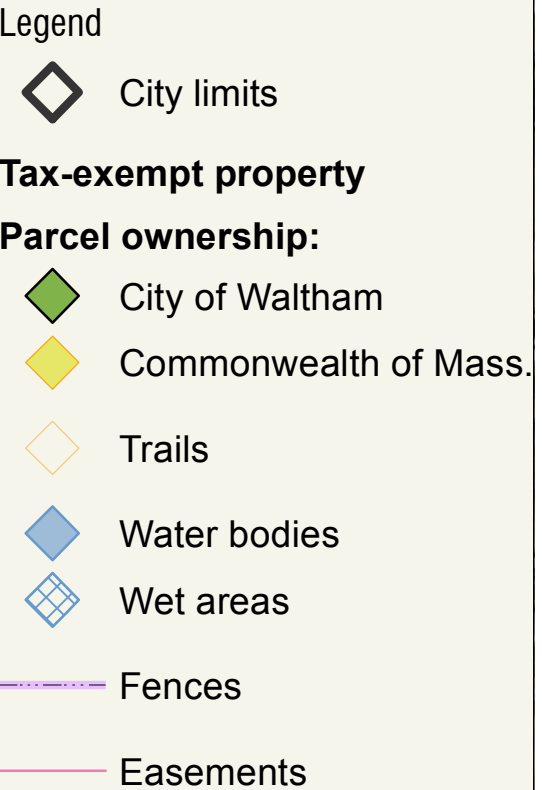 Legend
City limits
Tax-exempt property
Parcel ownership:
City of Waltham
Commonwealth of Mass.
Trails
Water bodies
Wet areas
Fences
Easements